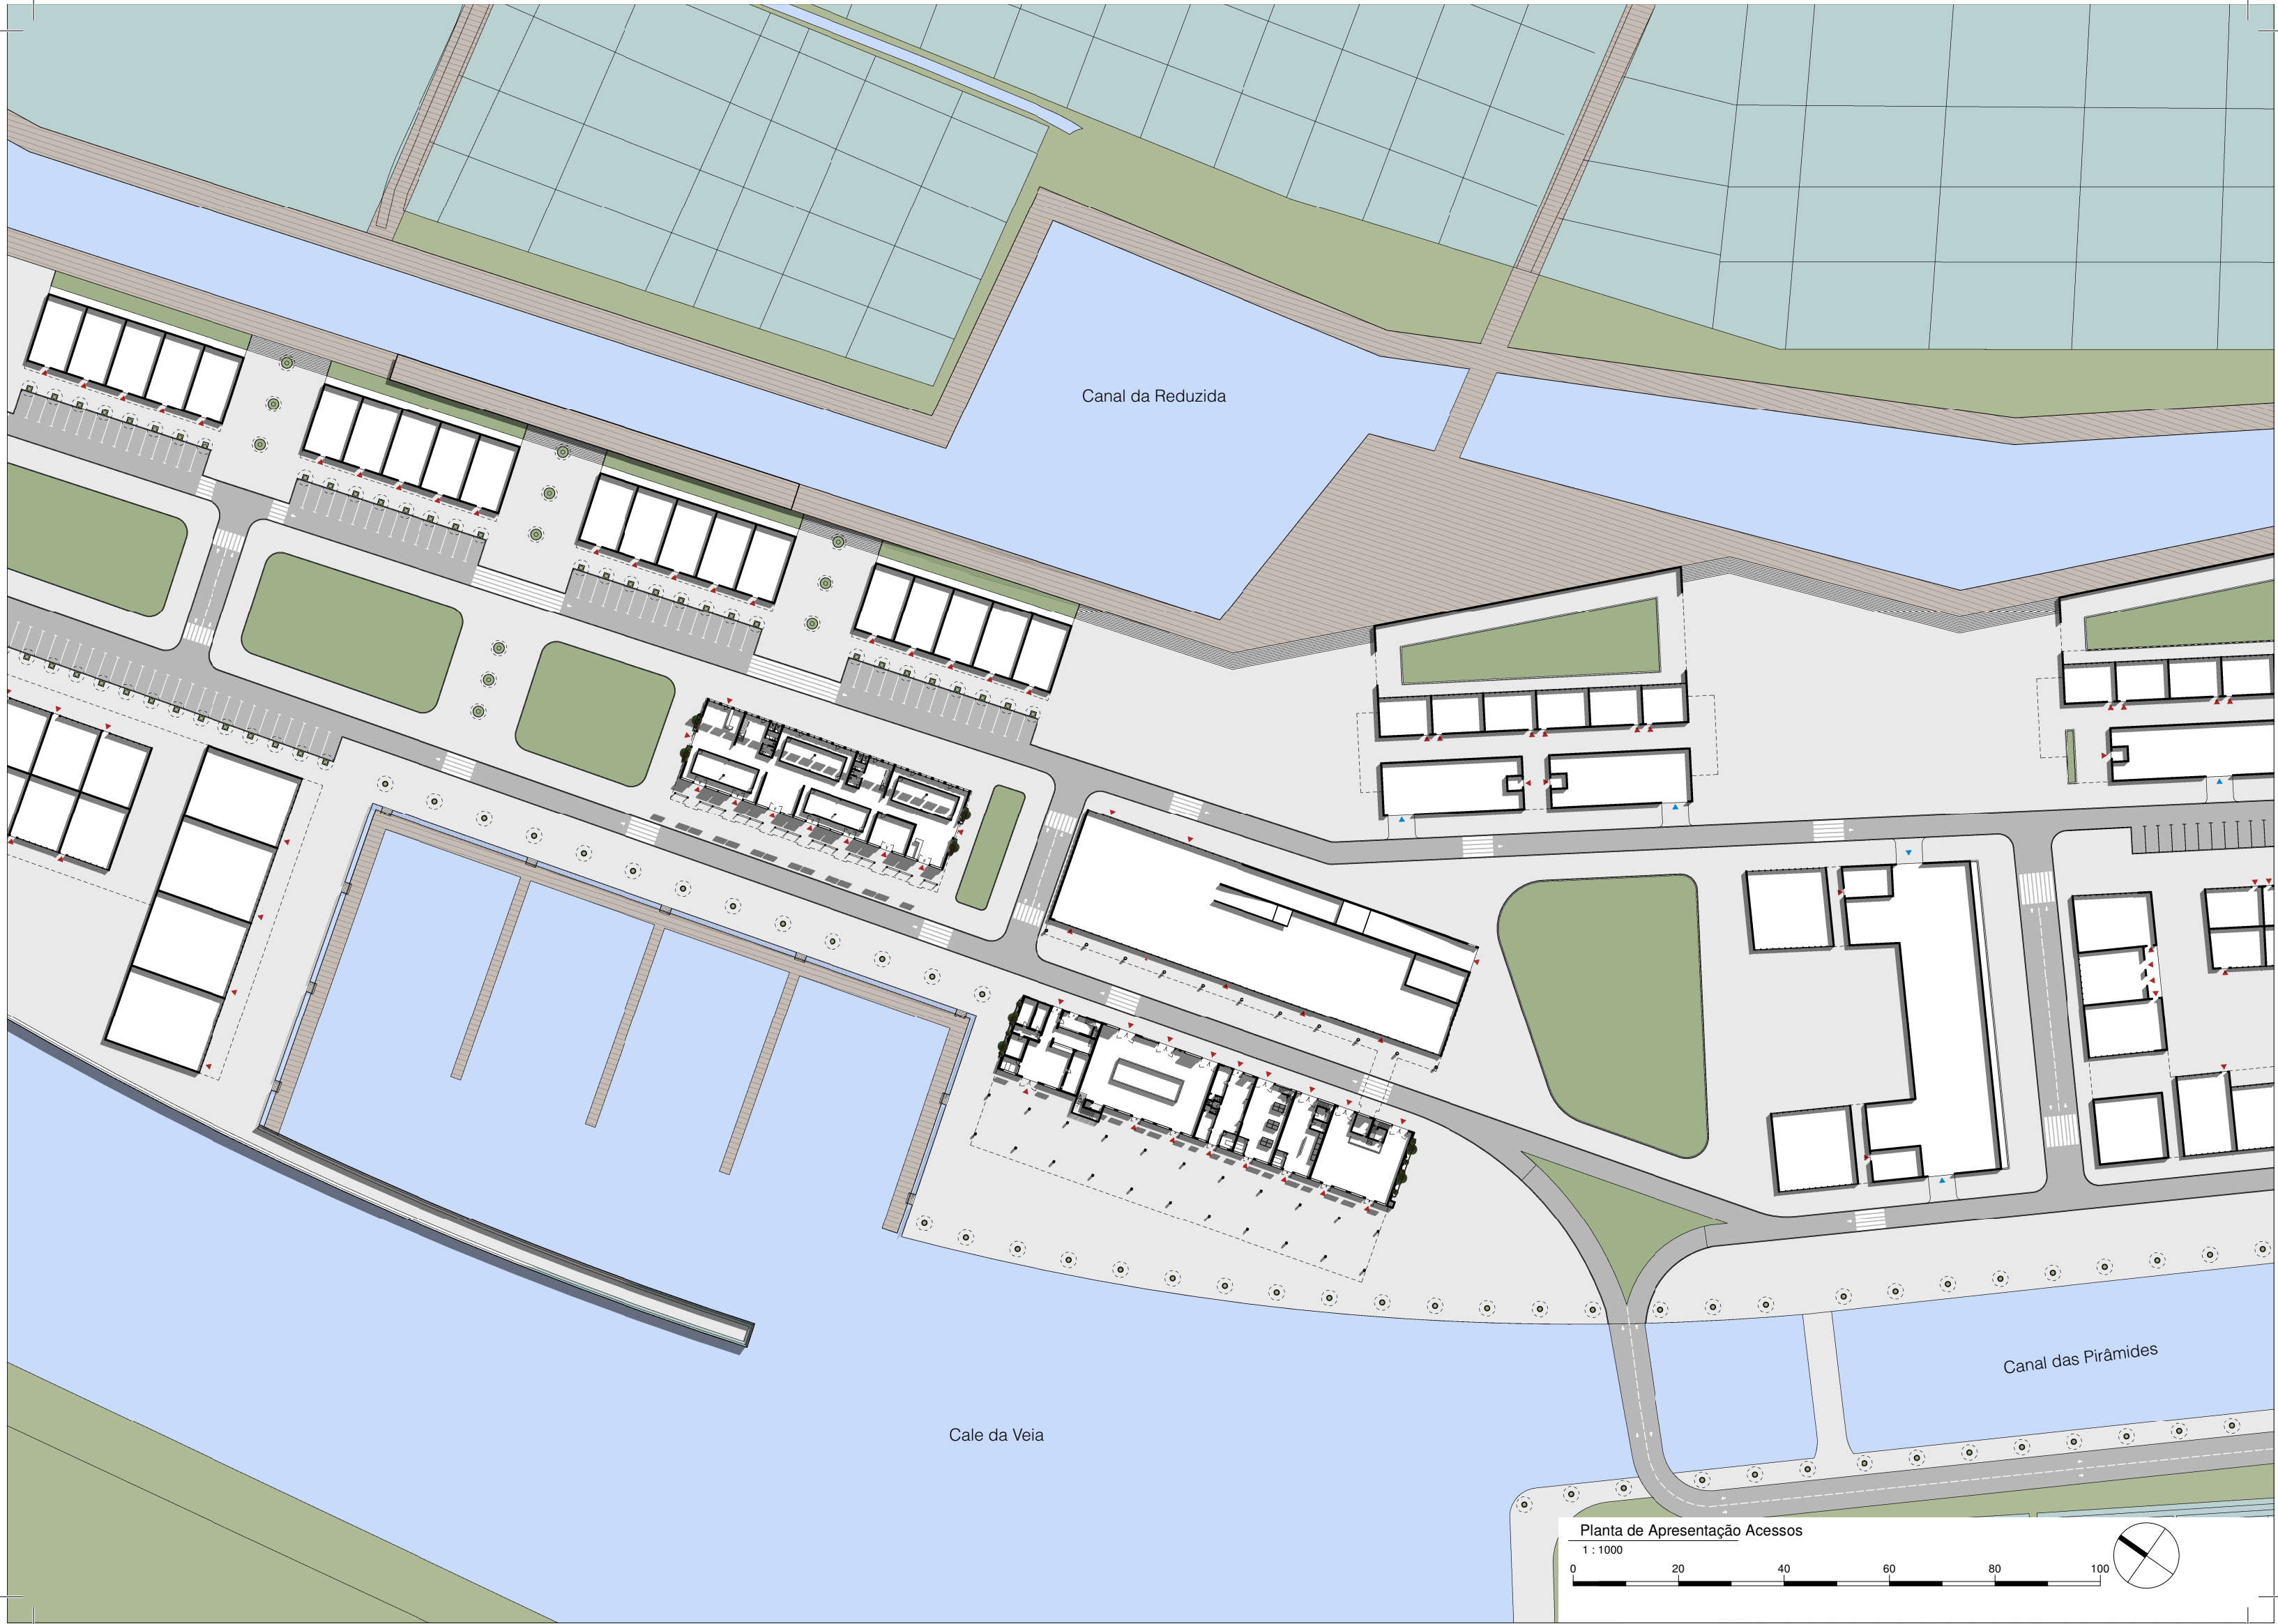 Canal da Reduzida
Canal das Pirâmides
Cale da Veia
Planta de Apresentação Acessos
1 : 1000
0 20 40 60 80 100